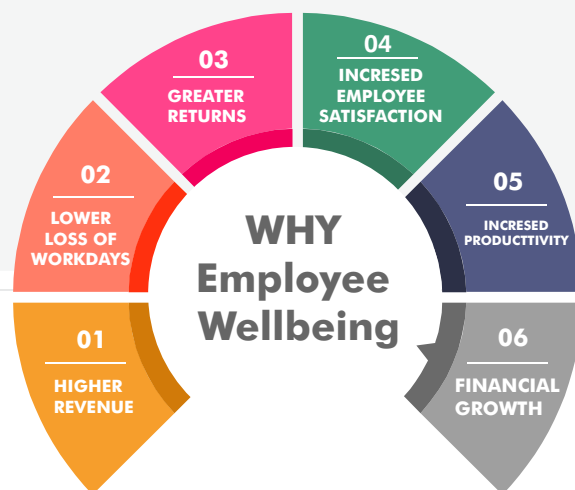 01
HIGHER
REVENUE
02
LOWER
LOSS OF
WORKDAYS
03
GREATER
RETURNS
04
INCRESED
EMPLOYEE
SATISFACTION
05
INCRESED
PRODUCTTIVITY
06
FINANCIAL
GROWTH
WHY
Employee
Wellbeing